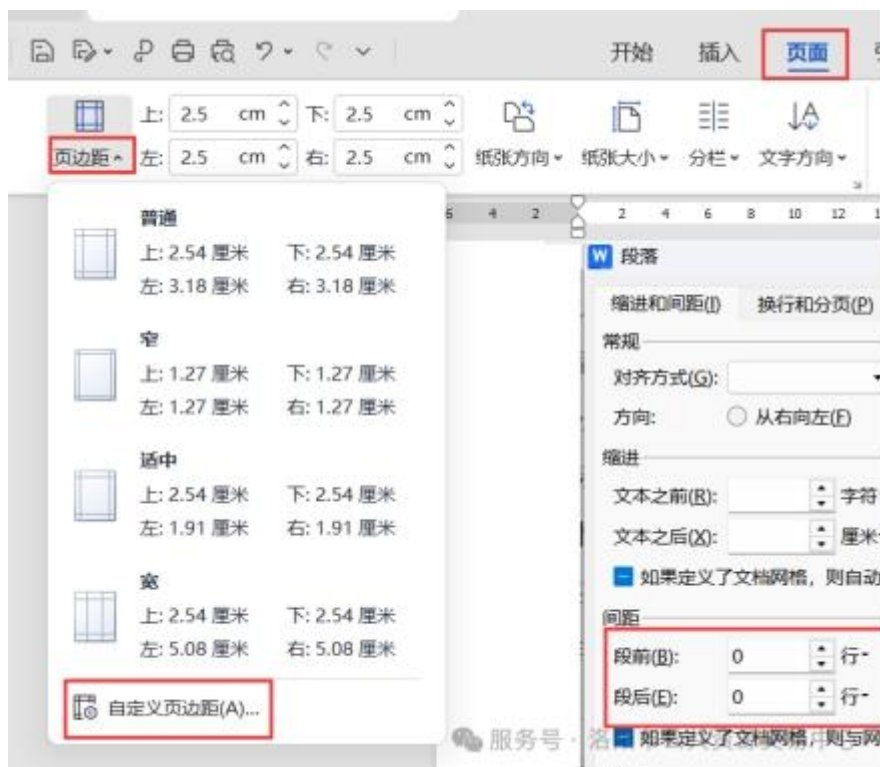 开始 插入 页面
上: 2.5 cm 下: 2.5 cm
页边距 左: 2.5 cm 右: 2.5 cm 纸张方向 纸张大小 分栏 文字方向
6 4 2 2 4 6 8 10 12
普通
上: 2.54 厘米 下: 2.54 厘米
左: 3.18 厘米 右: 3.18 厘米
窄
上: 1.27 厘米 下: 1.27 厘米
左: 1.27 厘米 右: 1.27 厘米
适中
上: 2.54 厘米 下: 2.54 厘米
左: 1.91 厘米 右: 1.91 厘米
宽
上: 2.54 厘米 下: 2.54 厘米
左: 5.08 厘米 右: 5.08 厘米
自定义页边距(A)...
W 段落
缩进和间距(I) 换行和分页(P)
常规
对齐方式(G):
方向: 从右向左(F)
缩进
文本之前(R): 字符
文本之后(X): 厘米
如果定义了文档网格，则自动
间距
段前(B): 0 行
段后(E): 0 行
如果定义了文档网格，则与网
服务号 · 洛